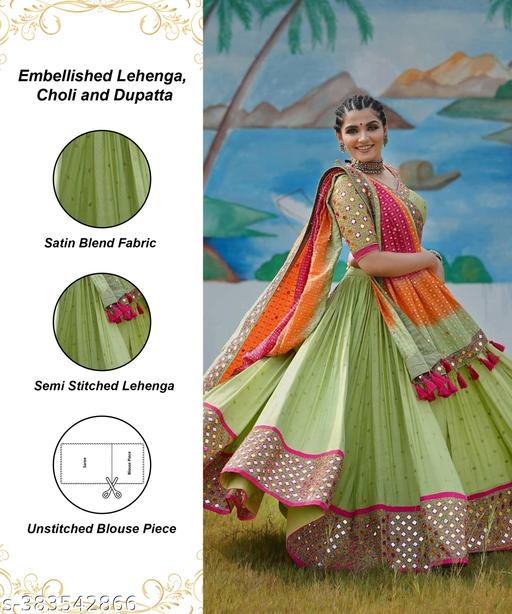 Embellished Lehenga,
Choli and Dupatta
Satin Blend Fabric
Semi Stitched Lehenga
Saree
Blouse Piece
Unstitched Blouse Piece
s-383542866